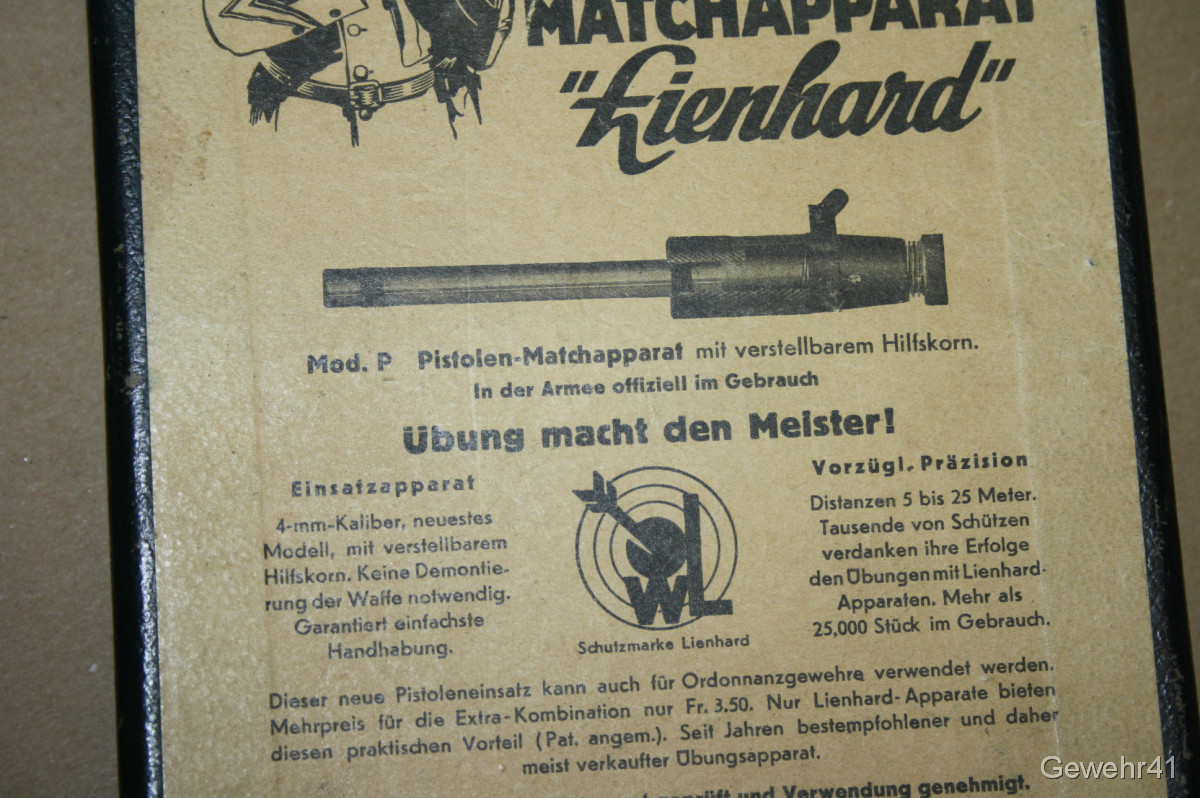 MATCHAPPARAT
"Lienhard"
Mod. P Pistolen-Matchapparat mit verstellbarem Hilfskorn.
In der Armee offiziell im Gebrauch
Übung macht den Meister!
Einsatzapparat
4-mm-Kaliber, neuestes
Modell, mit verstellbarem
Hilfskorn. Keine Demontie-
rung der Waffe notwendig.
Garantiert einfachste
Handhabung.
WL
Schutzmarke Lienhard
Vorzügl. Präzision
Distanzen 5 bis 25 Meter.
Tausende von Schützen
verdanken ihre Erfolge
den Übungen mit Lienhard-
Apparaten. Mehr als
25,000 Stück im Gebrauch.
Dieser neue Pistoleneinsatz kann auch für Ordonnanzgewehre verwendet werden.
Mehrpreis für die Extra-Kombination nur Fr. 3.50. Nur Lienhard-Apparate bieten
diesen praktischen Vorteil (Pat. angem.). Seit Jahren bestempfohlener und daher
meist verkaufter Übungsapparat.
geprüft und Verwendung genehmigt.
Gewehr41